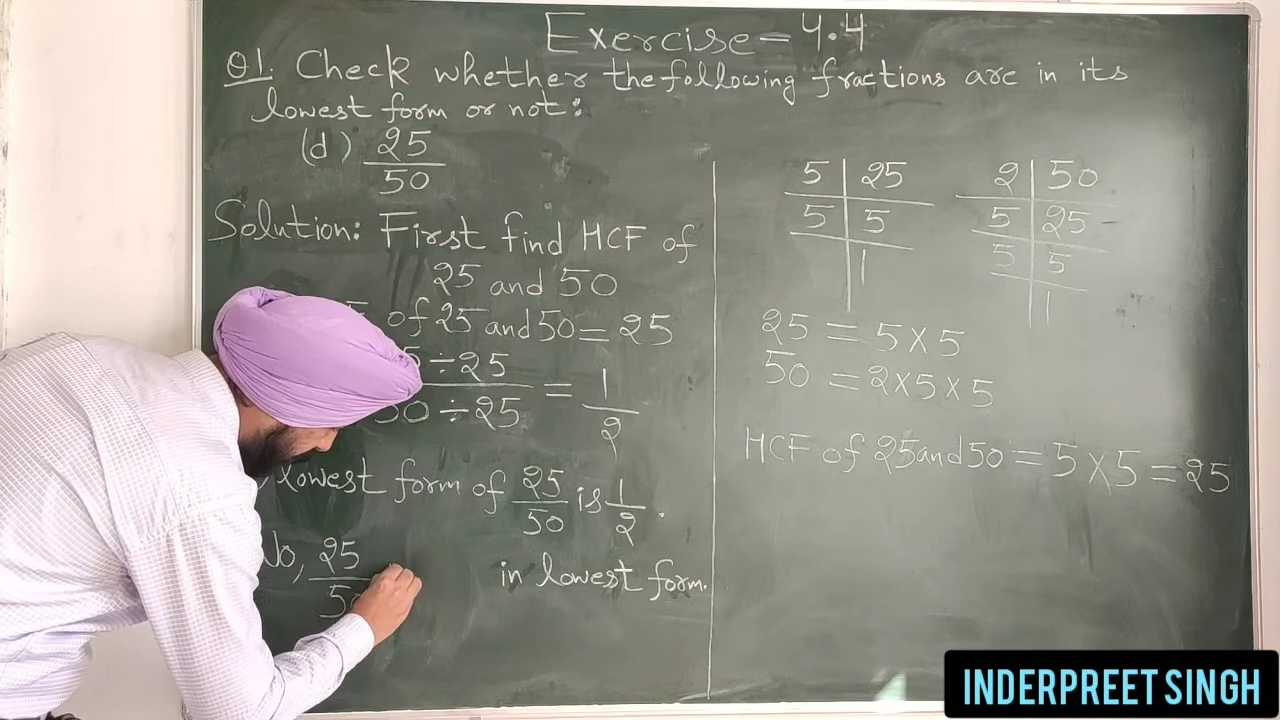 Exercise=4.4
Q1. Check whether the following fractions are in its
lowest form or not:
(d) 25/50
Solution: First find HCF of
25 and 50
of 25 and 50 = 25
÷25
50÷25
= 1/2
Lowest form of 25/50 is 1/2.
No, 25/50 in lowest form.
5 | 25
5 | 5
1
2 | 50
5 | 25
5 | 5
1
25 = 5×5
50 = 2×5×5
HCF of 25 and 50 = 5×5 = 25
INDERPREET SINGH